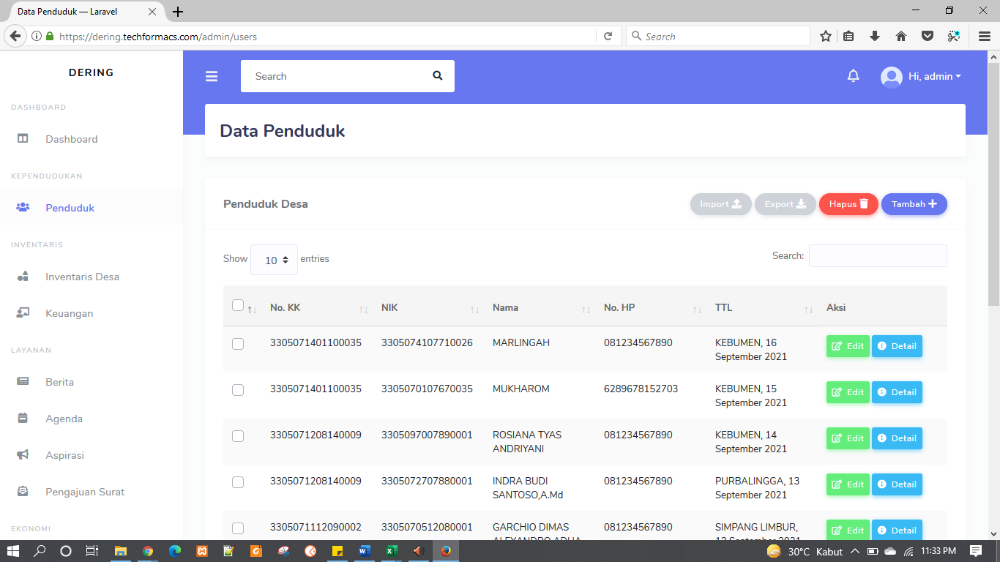 Data Penduduk — Laravel
https://dering.techformacs.com/admin/users
Search
DERING
DASHBOARD
Dashboard
KEPENDUDUKAN
Penduduk
INVENTARIS
Inventaris Desa
Keuangan
LAYANAN
Berita
Agenda
Aspirasi
Pengajuan Surat
EKONOMI
Search
Hi, admin
Data Penduduk
Penduduk Desa
Import Export Hapus Tambah
Show 10 entries
Search:
No. KK NIK Nama No. HP TTL Aksi
3305071401100035 3305074107710026 MARLINGAH 081234567890 KEBUMEN, 16 Edit Detail
September 2021
3305071401100035 3305070107670035 MUKHAROM 6289678152703 KEBUMEN, 15 Edit Detail
September 2021
3305071208140009 3305097007890001 ROSIANA TYAS 081234567890 KEBUMEN, 14 Edit Detail
ANDRIYANI September 2021
3305071208140009 3305072707880001 INDRA BUDI 081234567890 PURBALINGGA, 13 Edit Detail
SANTOSO,A.Md September 2021
3305071112090002 3305070512080001 GARCHIO DIMAS 081234567890 SIMPANG LIMBUR, Edit Detail
30°C Kabut 11:33 PM